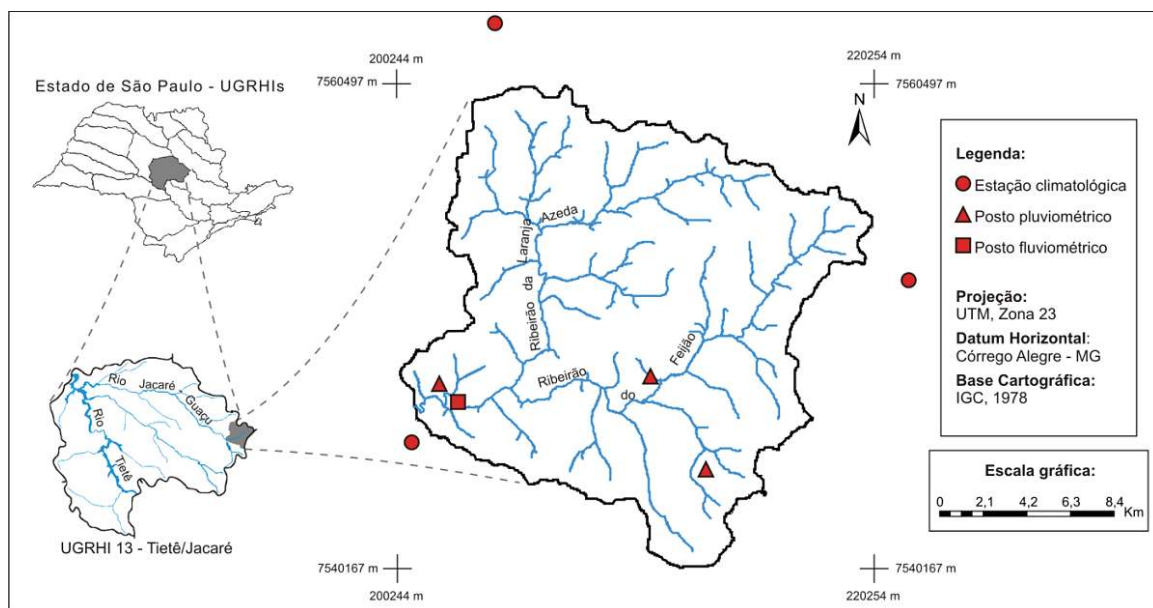 Estado de São Paulo - UGRHIs
Rio Jacaré Guaçu
Rio Tietê
UGRHI 13 - Tietê/Jacaré
200244 m
7560497 m
220254 m
7560497 m
N
Azeda
Ribeirão da Laranja
Feijão
Ribeirão do
7540167 m
200244 m
7540167 m
220254 m
Legenda:
Estação climatológica
Posto pluviométrico
Posto fluviométrico
Projeção:
UTM, Zona 23
Datum Horizontal:
Córrego Alegre - MG
Base Cartográfica:
IGC, 1978
Escala gráfica:
0 2,1 4,2 6,3 8,4
Km